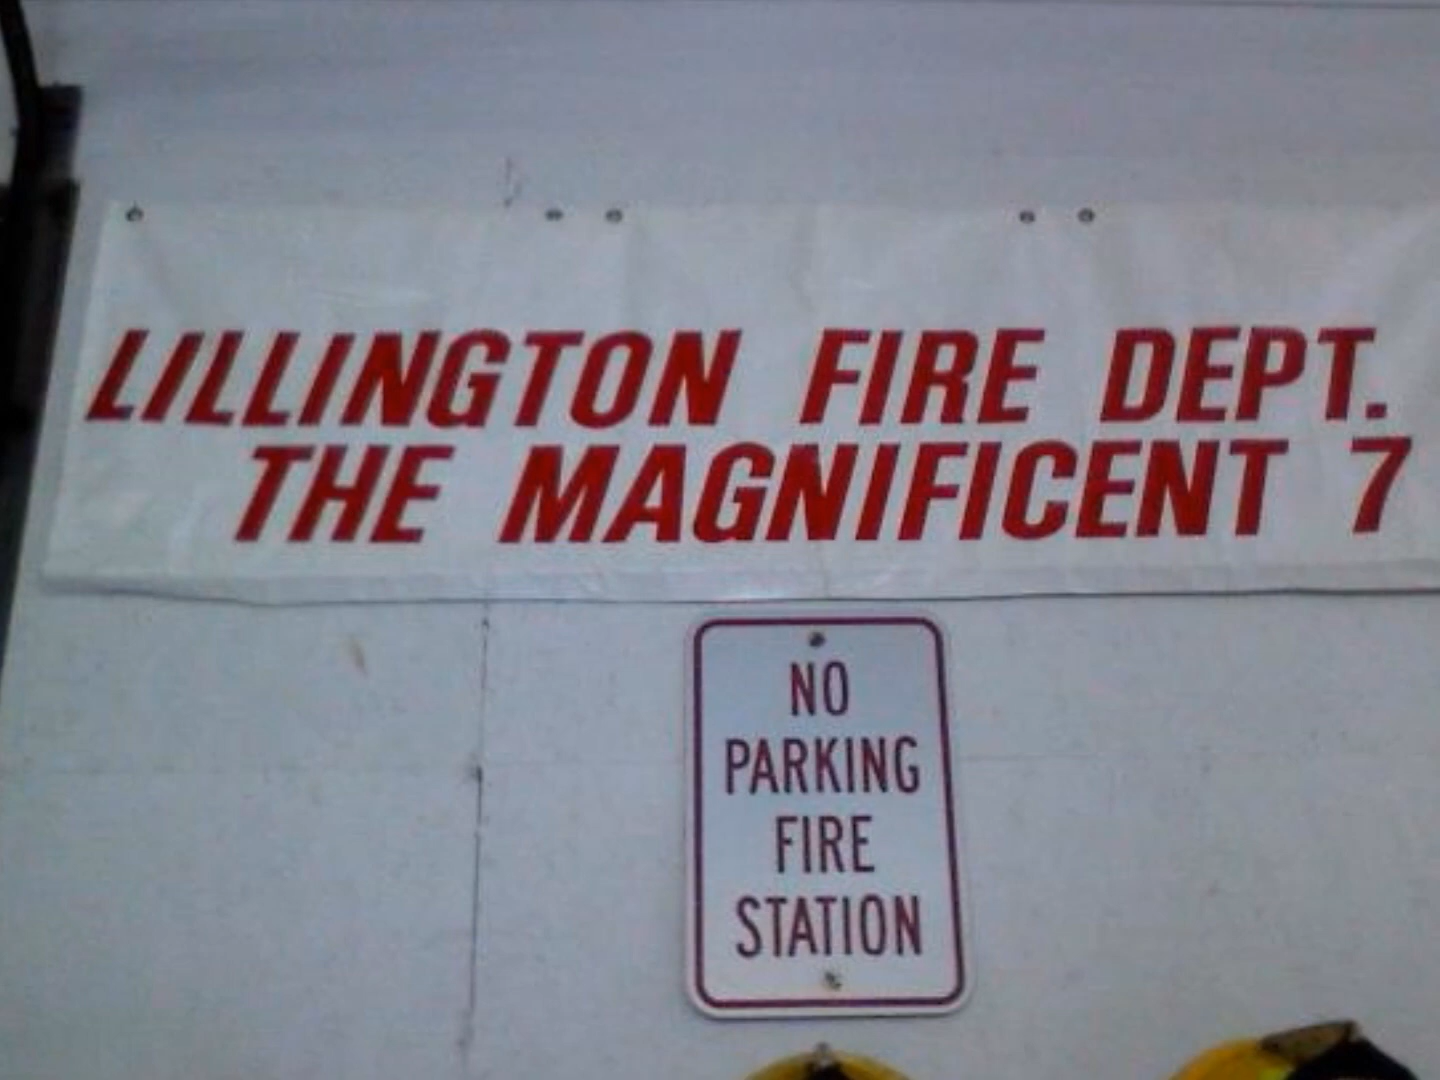 LILLINGTON FIRE DEPT.
THE MAGNIFICENT 7
NO
PARKING
FIRE
STATION